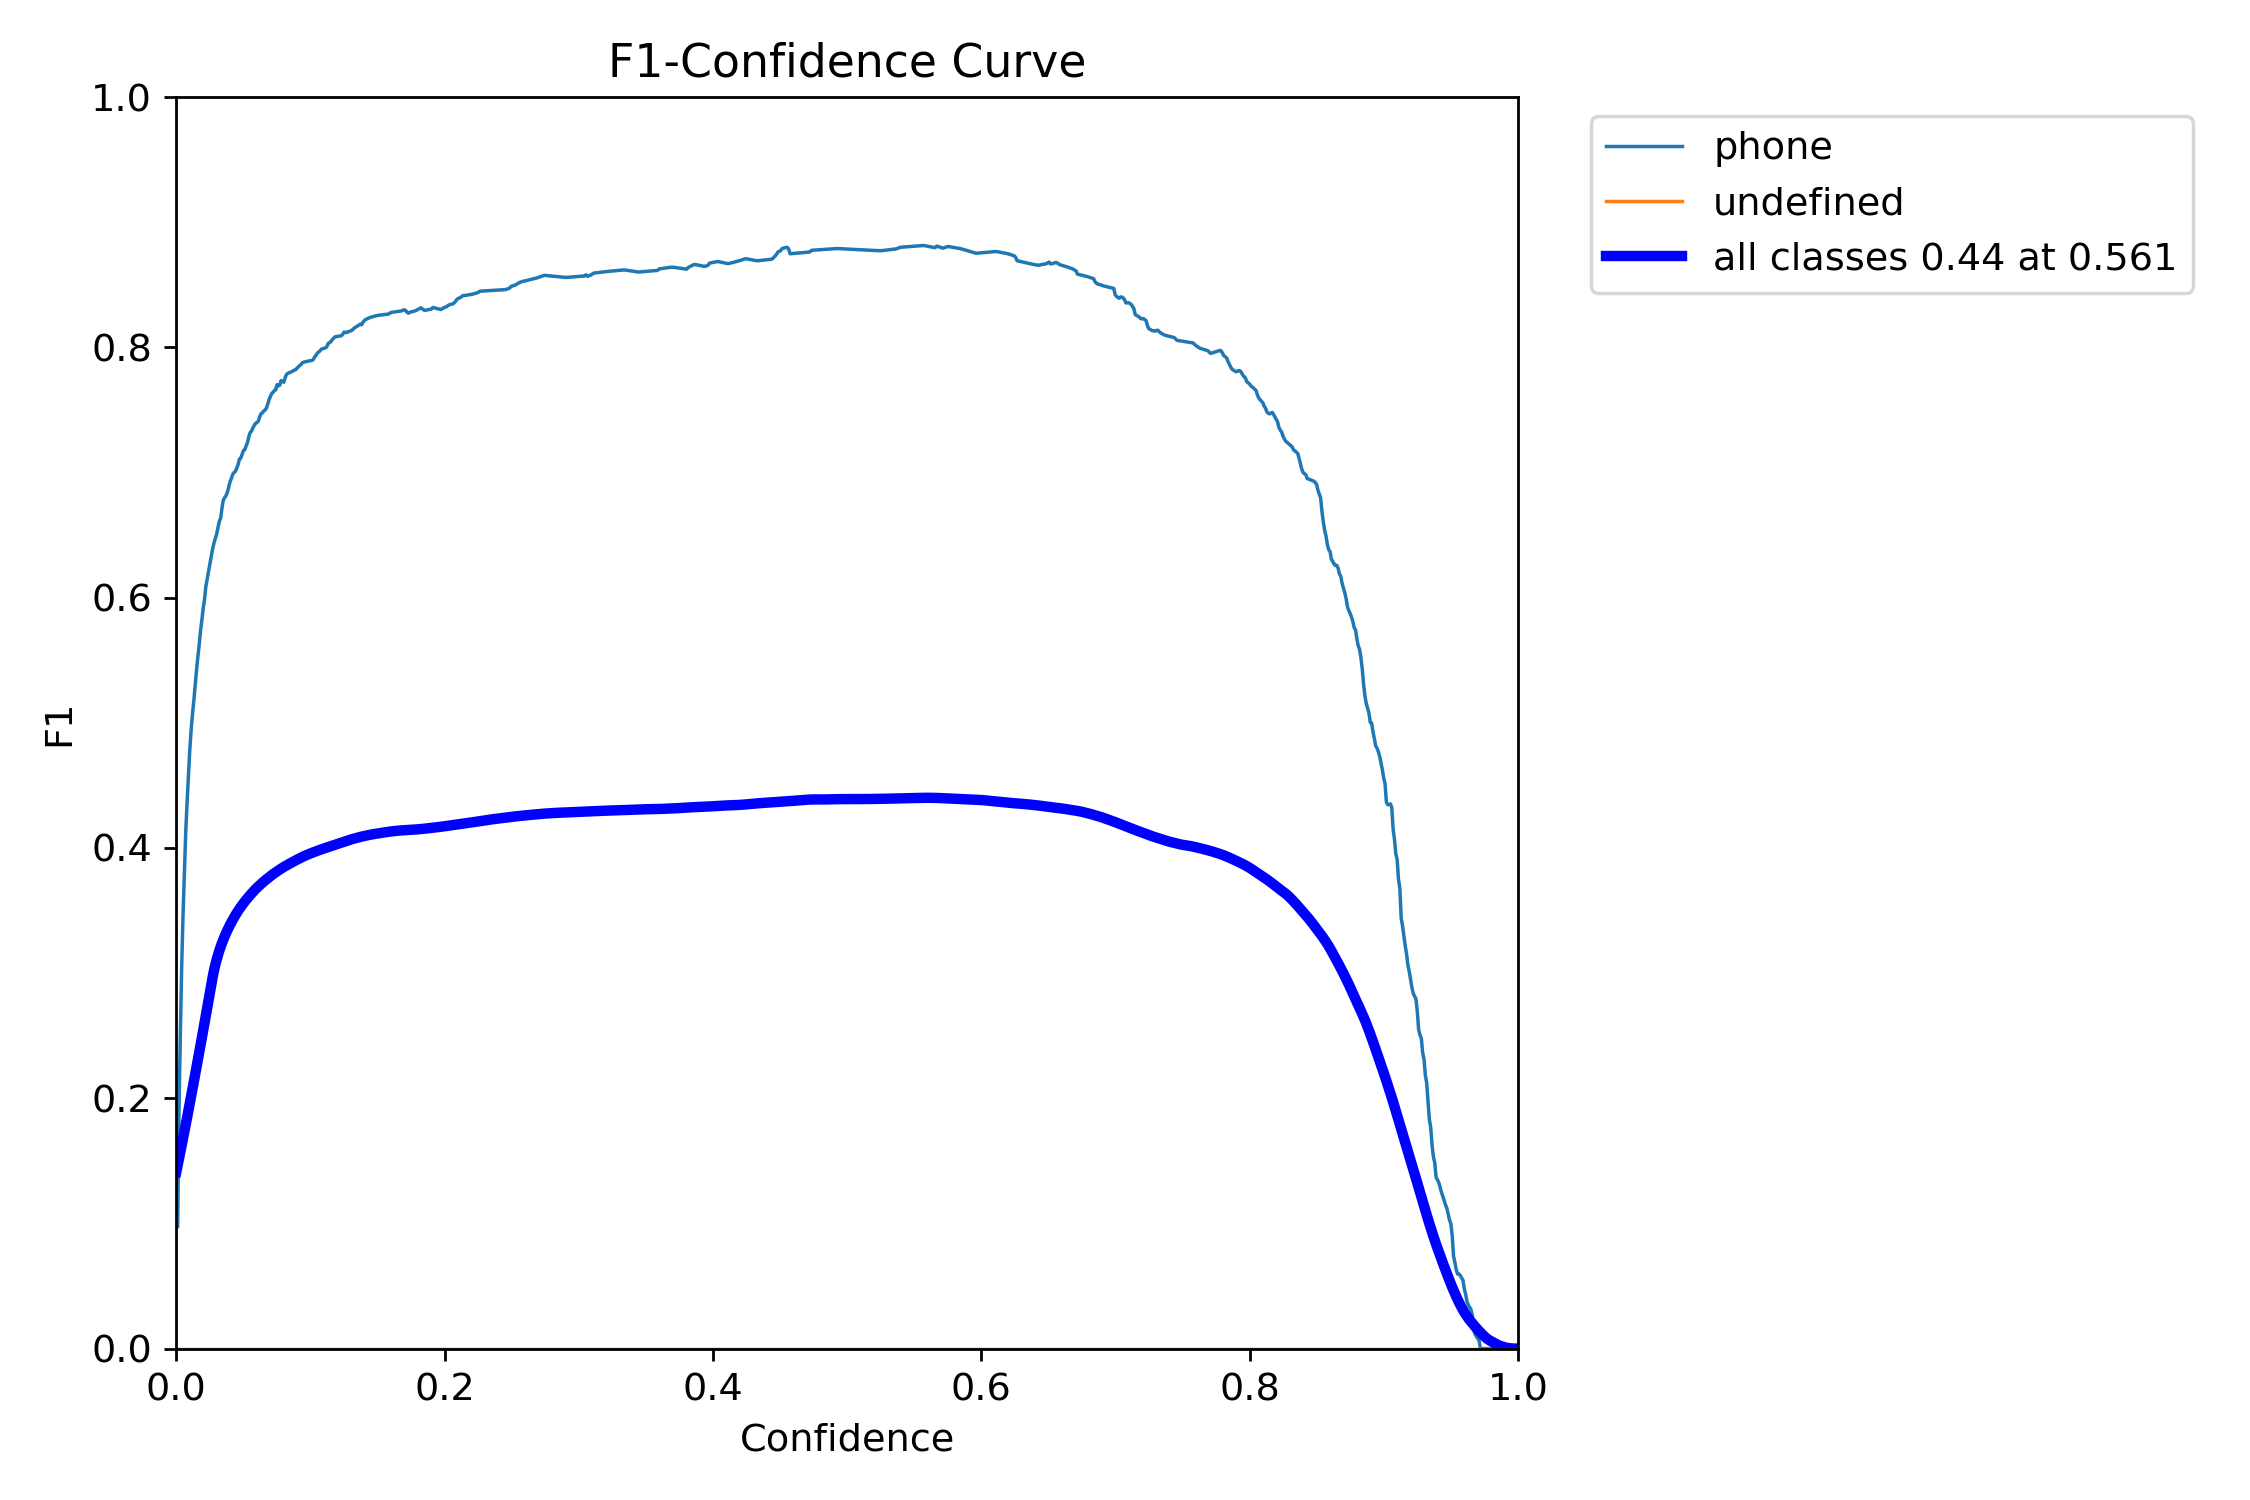 F1-Confidence Curve
1.0
0.8
0.6
0.4
0.2
0.0
F1
0.0 0.2 0.4 0.6 0.8 1.0
Confidence
phone
undefined
all classes 0.44 at 0.561